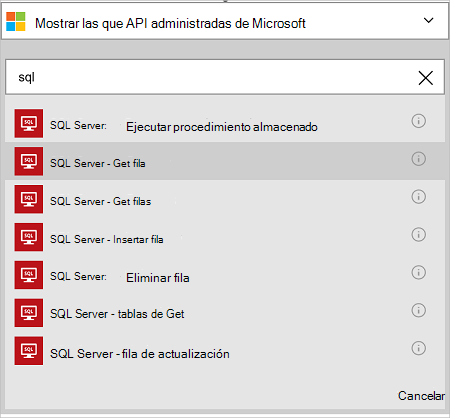 Mostrar las que API administradas de Microsoft
sql
SQL SQL Server: Ejecutar procedimiento almacenado
SQL SQL Server - Get fila
SQL SQL Server - Get filas
SQL SQL Server - Insertar fila
SQL SQL Server: Eliminar fila
SQL SQL Server - tablas de Get
SQL SQL Server - fila de actualización
Cancelar